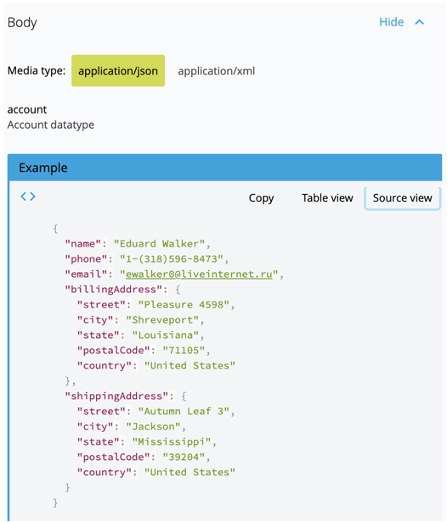 Body
Hide
Media type: application/json application/xml
account
Account datatype
Example
<> Copy Table view Source view
{
"name": "Eduard Walker",
"phone": "1-(318)596-8473",
"email": "ewalker0@liveinternet.ru",
"billingAddress": {
"street": "Pleasure 4598",
"city": "Shreveport",
"state": "Louisiana",
"postalCode": "71105",
"country": "United States"
},
"shippingAddress": {
"street": "Autumn Leaf 3",
"city": "Jackson",
"state": "Mississippi",
"postalCode": "39204",
"country": "United States"
}
}